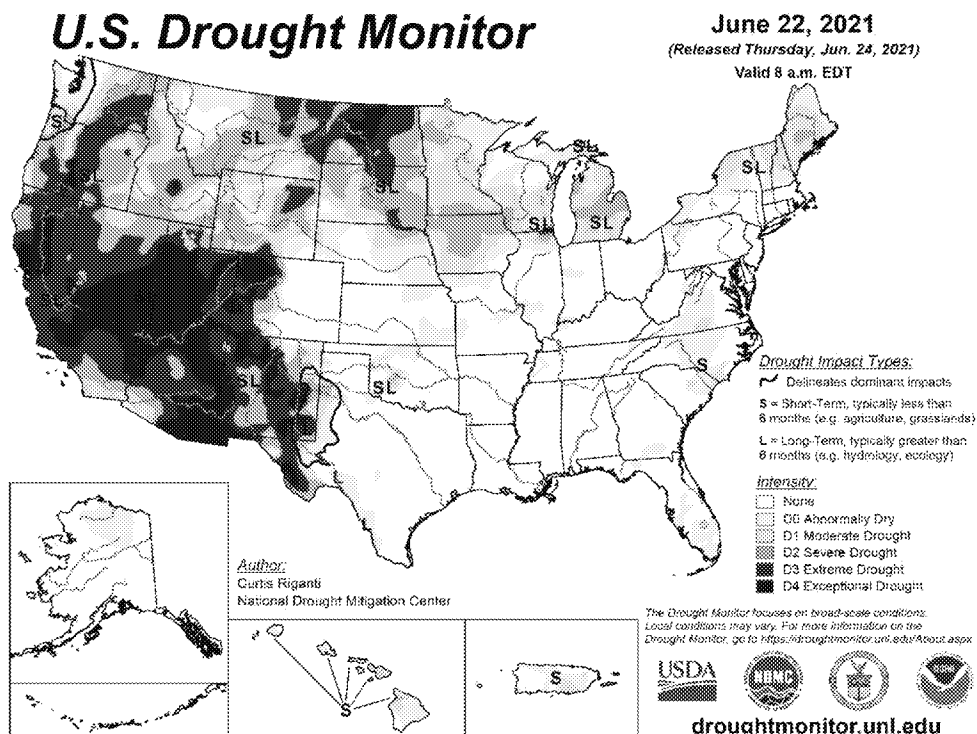 U.S. Drought Monitor
June 22, 2021
(Released Thursday, Jun. 24, 2021)
Valid 8 a.m. EDT
S
SL
SL
SL
SL
SL
SL
S
SL
SL
Drought Impact Types:
Delineates dominant impacts
S = Short-Term, typically less than
6 months (e.g. agriculture, grasslands)
L = Long-Term, typically greater than
6 months (e.g. hydrology, ecology)
Intensity:
None
D0 Abnormally Dry
D1 Moderate Drought
D2 Severe Drought
D3 Extreme Drought
D4 Exceptional Drought
Author:
Curtis Riganti
National Drought Mitigation Center
S
S
The Drought Monitor focuses on broad-scale conditions.
Local conditions may vary. For more information on the
Drought Monitor, go to https://droughtmonitor.unl.edu/About.aspx
USDA
NDMC
droughtmonitor.unl.edu